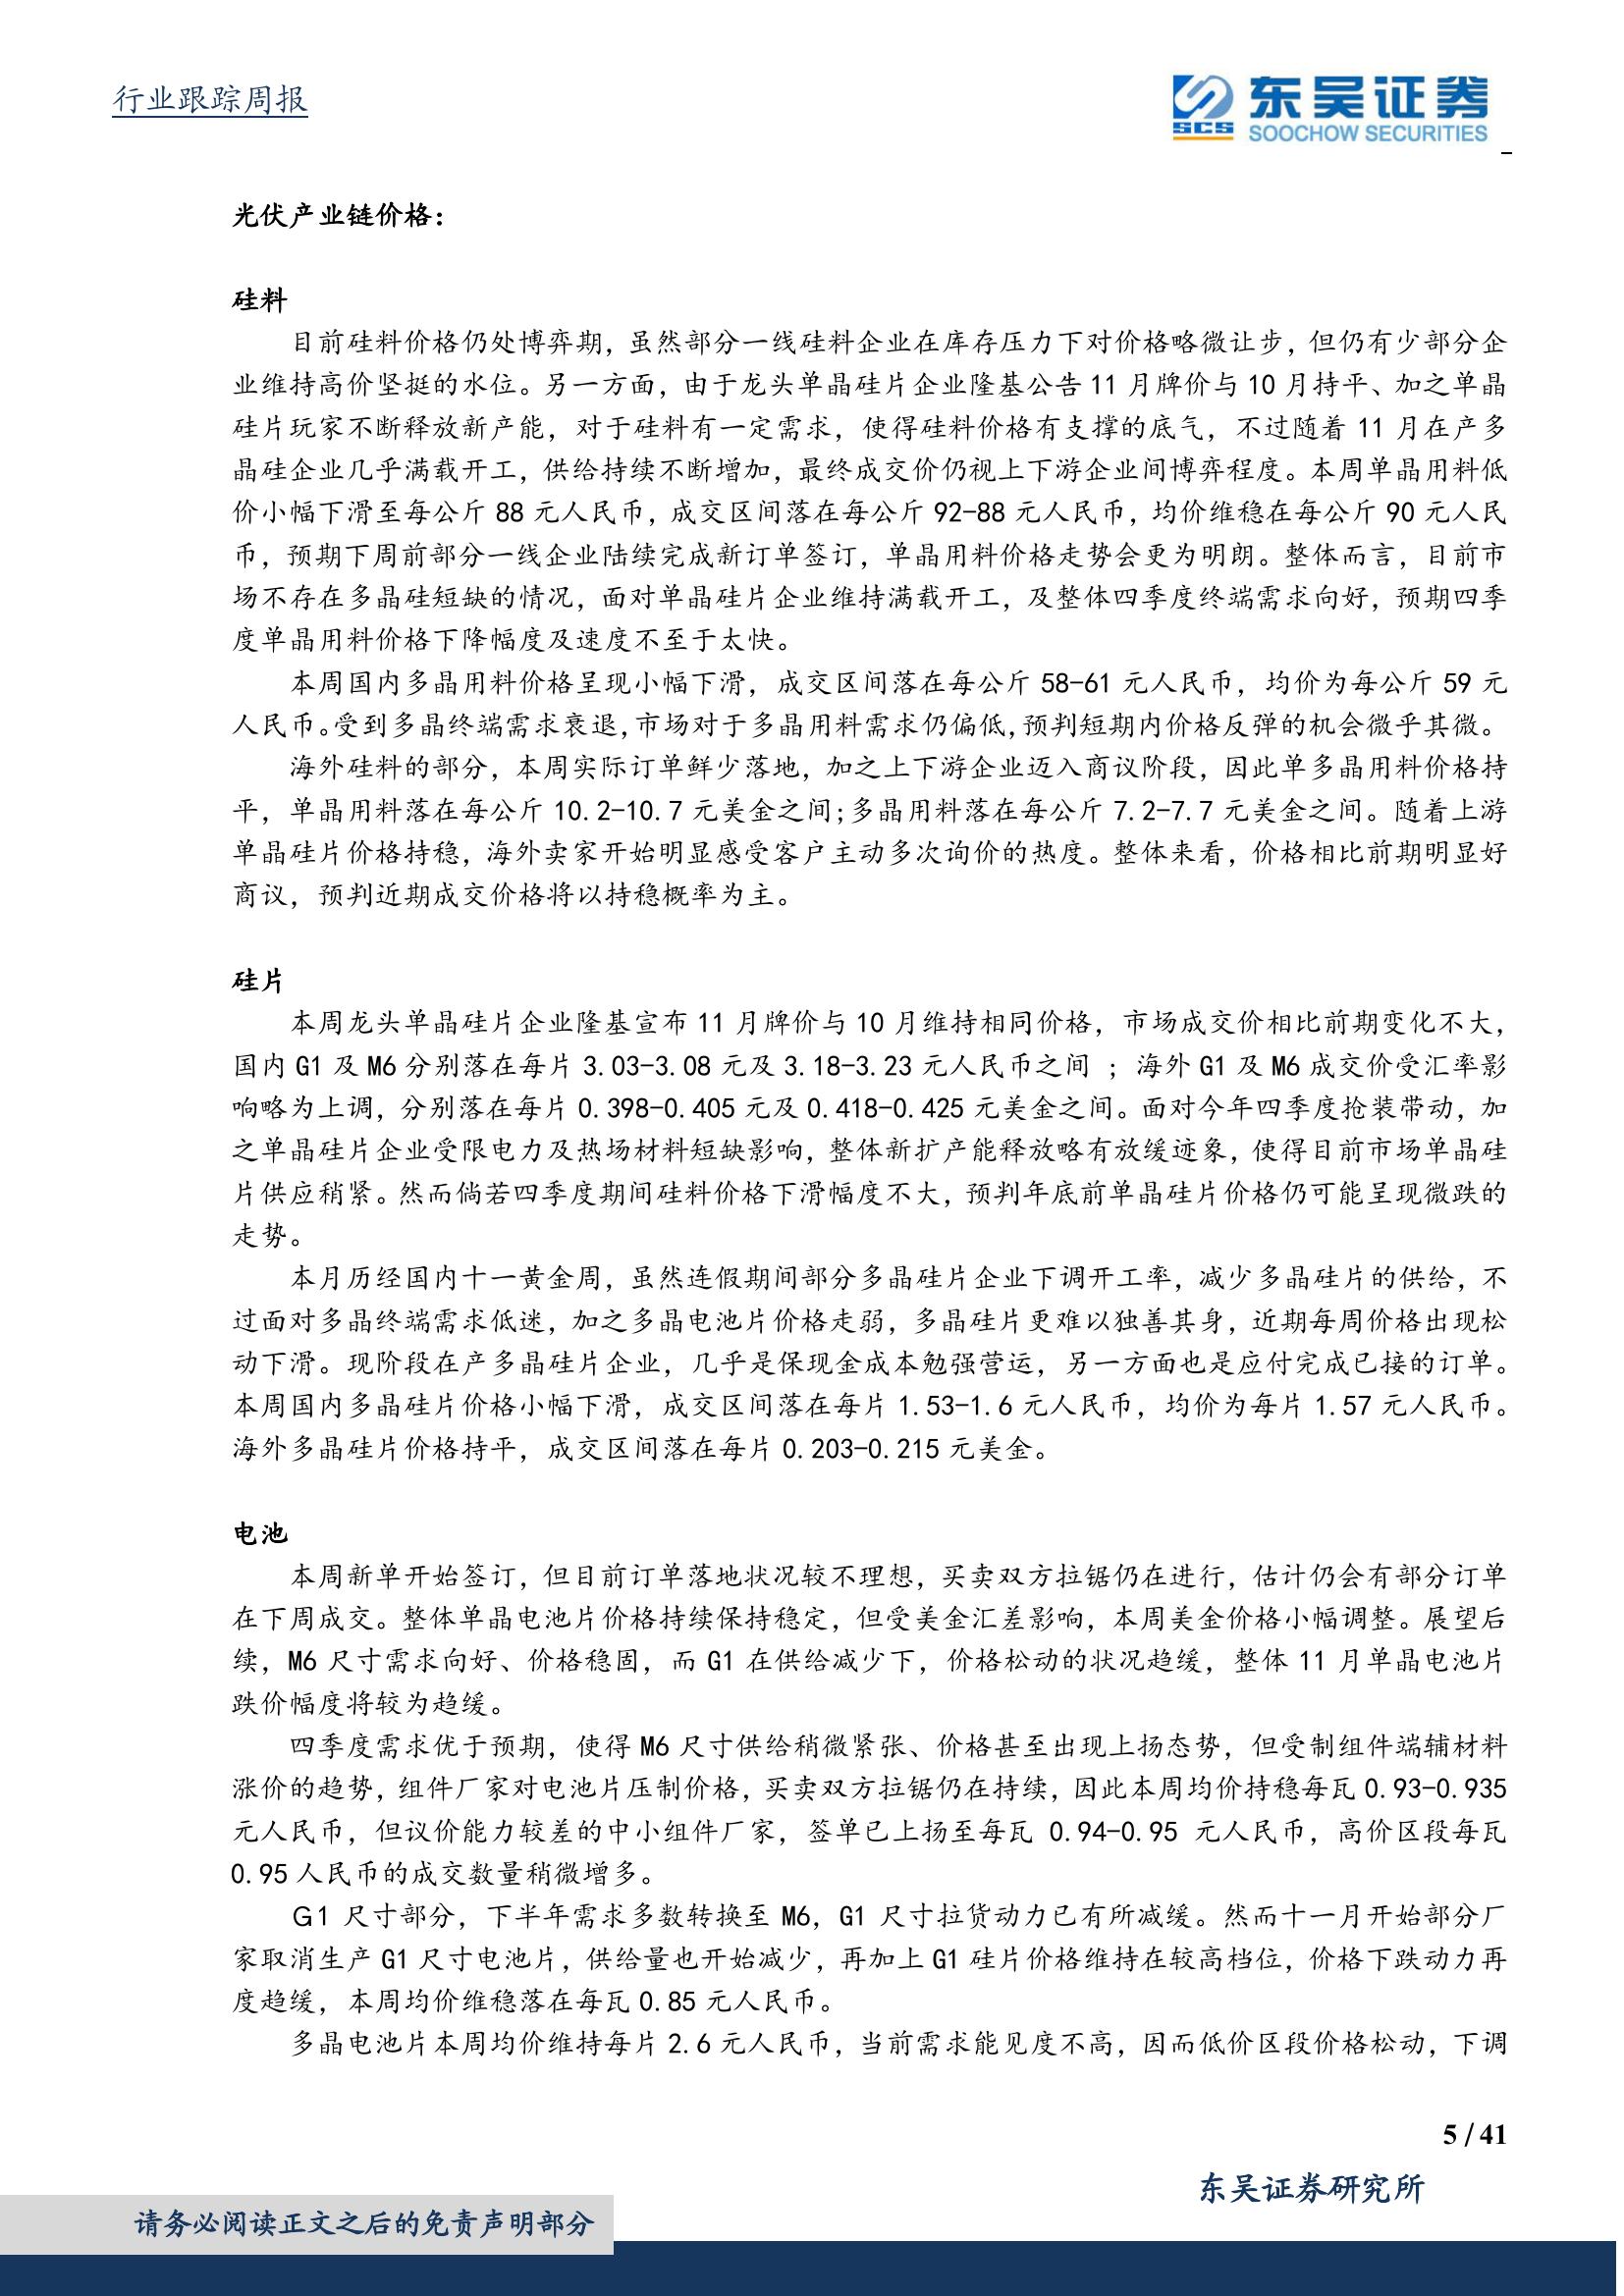 行业跟踪周报
SCS 东吴证券
SOOCHOW SECURITIES
光伏产业链价格：
硅料
目前硅料价格仍处博弈期，虽然部分一线硅料企业在库存压力下对价格略微让步，但仍有少部分企
业维持高价坚挺的水位。另一方面，由于龙头单晶硅片企业隆基公告 11 月牌价与 10 月持平、加之单晶
硅片玩家不断释放新产能，对于硅料有一定需求，使得硅料价格有支撑的底气，不过随着 11 月在产多
晶硅企业几乎满载开工，供给持续不断增加，最终成交价仍视上下游企业间博弈程度。本周单晶用料低
价小幅下滑至每公斤 88 元人民币，成交区间落在每公斤 92-88 元人民币，均价维稳在每公斤 90 元人民
币，预期下周前部分一线企业陆续完成新订单签订，单晶用料价格走势会更为明朗。整体而言，目前市
场不存在多晶硅短缺的情况，面对单晶硅片企业维持满载开工，及整体四季度终端需求向好，预期四季
度单晶用料价格下降幅度及速度不至于太快。
本周国内多晶用料价格呈现小幅下滑，成交区间落在每公斤 58-61 元人民币，均价为每公斤 59 元
人民币。受到多晶终端需求衰退，市场对于多晶用料需求仍偏低，预判短期内价格反弹的机会微乎其微。
海外硅料的部分，本周实际订单鲜少落地，加之上下游企业迈入商议阶段，因此单多晶用料价格持
平，单晶用料落在每公斤 10.2-10.7 元美金之间；多晶用料落在每公斤 7.2-7.7 元美金之间。随着上游
单晶硅片价格持稳，海外卖家开始明显感受客户主动多次询价的热度。整体来看，价格相比前期明显好
商议，预判近期成交价格将以持稳概率为主。
硅片
本周龙头单晶硅片企业隆基宣布 11 月牌价与 10 月维持相同价格，市场成交价相比前期变化不大，
国内 G1 及 M6 分别落在每片 3.03-3.08 元及 3.18-3.23 元人民币之间 ；海外 G1 及 M6 成交价受汇率影
响略为上调，分别落在每片 0.398-0.405 元及 0.418-0.425 元美金之间。面对今年四季度抢装带动，加
之单晶硅片企业受限电力及热场材料短缺影响，整体新扩产能释放略有放缓迹象，使得目前市场单晶硅
片供应稍紧。然而倘若四季度期间硅料价格下滑幅度不大，预判年底前单晶硅片价格仍可能呈现微跌的
走势。
本月历经国内十一黄金周，虽然连假期间部分多晶硅片企业下调开工率，减少多晶硅片的供给，不
过面对多晶终端需求低迷，加之多晶电池片价格走弱，多晶硅片更难以独善其身，近期每周价格出现松
动下滑。现阶段在产多晶硅片企业，几乎是保现金成本勉强营运，另一方面也是应付完成已接的订单。
本周国内多晶硅片价格小幅下滑，成交区间落在每片 1.53-1.6 元人民币，均价为每片 1.57 元人民币。
海外多晶硅片价格持平，成交区间落在每片 0.203-0.215 元美金。
电池
本周新单开始签订，但目前订单落地状况较不理想，买卖双方拉锯仍在进行，估计仍会有部分订单
在下周成交。整体单晶电池片价格持续保持稳定，但受美金汇差影响，本周美金价格小幅调整。展望后
续，M6 尺寸需求向好、价格稳固，而 G1 在供给减少下，价格松动的状况趋缓，整体 11 月单晶电池片
跌价幅度将较为趋缓。
四季度需求优于预期，使得 M6 尺寸供给稍微紧张、价格甚至出现上扬态势，但受制组件端辅材料
涨价的趋势，组件厂家对电池片压制价格，买卖双方拉锯仍在持续，因此本周均价持稳每瓦 0.93-0.935
元人民币，但议价能力较差的中小组件厂家，签单已上扬至每瓦 0.94-0.95 元人民币，高价区段每瓦
0.95 人民币的成交数量稍微增多。
G1 尺寸部分，下半年需求多数转换至 M6，G1 尺寸拉货动力已有所减缓。然而十一月开始部分厂
家取消生产 G1 尺寸电池片，供给量也开始减少，再加上 G1 硅片价格维持在较高档位，价格下跌动力再
度趋缓，本周均价维稳落在每瓦 0.85 元人民币。
多晶电池片本周均价维持每片 2.6 元人民币，当前需求能见度不高，因而低价区段价格松动，下调
5 / 41
东吴证券研究所
请务必阅读正文之后的免责声明部分